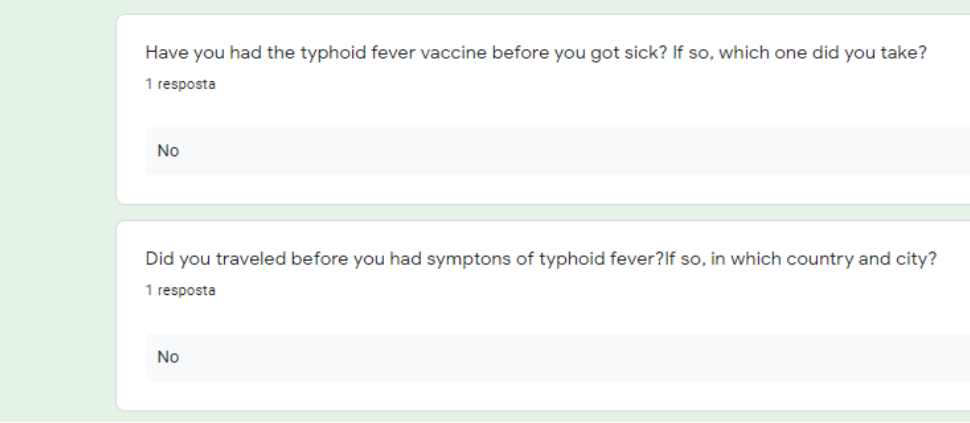 Have you had the typhoid fever vaccine before you got sick? If so, which one did you take?
1 resposta
No
Did you traveled before you had symptons of typhoid fever?If so, in which country and city?
1 resposta
No